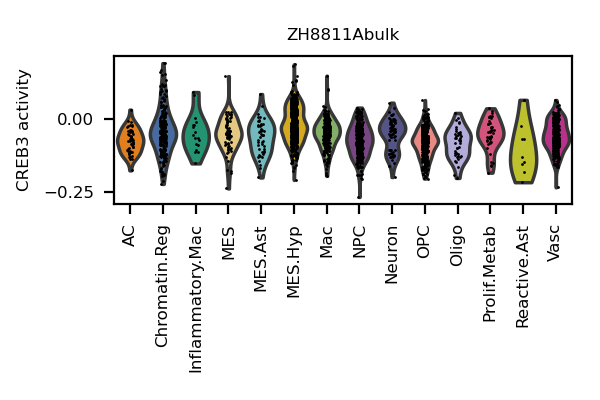 ZH8811Abulk
CREB3 activity
0.00
−0.25
AC
Chromatin.Reg
Inflammatory.Mac
MES
MES.Ast
MES.Hyp
Mac
NPC
Neuron
OPC
Oligo
Prolif.Metab
Reactive.Ast
Vasc